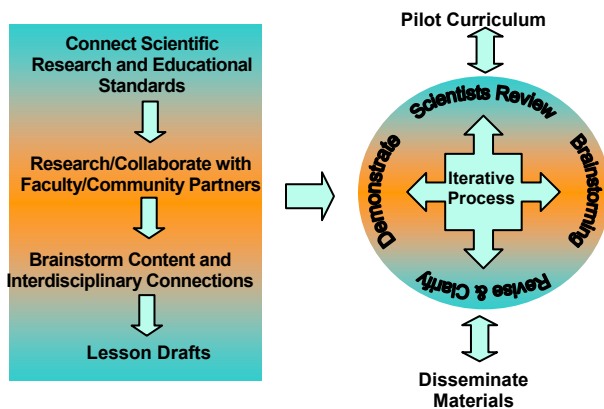 Connect Scientific
Research and Educational
Standards
Research/Collaborate with
Faculty/Community Partners
Brainstorm Content and
Interdisciplinary Connections
Lesson Drafts
Pilot Curriculum
Scientists Review
Demonstrate
Brainstorming
Iterative
Process
Revise & Clarify
Disseminate
Materials